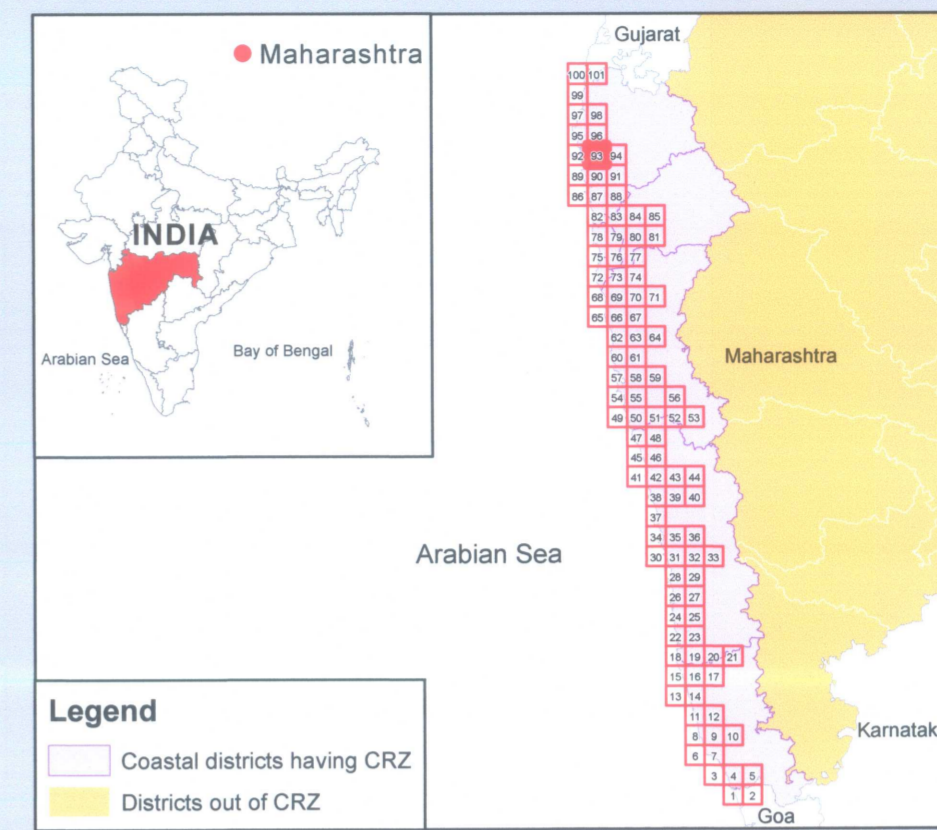 Maharashtra
INDIA
Arabian Sea
Bay of Bengal
Gujarat
100 101
99
97 98
95 96
92 93 94
89 90 91
86 87 88
82 83 84 85
78 79 80 81
75 76 77
72 73 74
68 69 70 71
65 66 67
62 63 64
60 61
Maharashtra
57 58 59
54 55 56
49 50 51 52 53
47 48
45 46
41 42 43 44
38 39 40
37
34 35 36
Arabian Sea
30 31 32 33
28 29
26 27
24 25
22 23
18 19 20 21
15 16 17
13 14
11 12
8 9 10
Karnatak
6 7
3 4 5
1 2
Goa
Legend
Coastal districts having CRZ
Districts out of CRZ